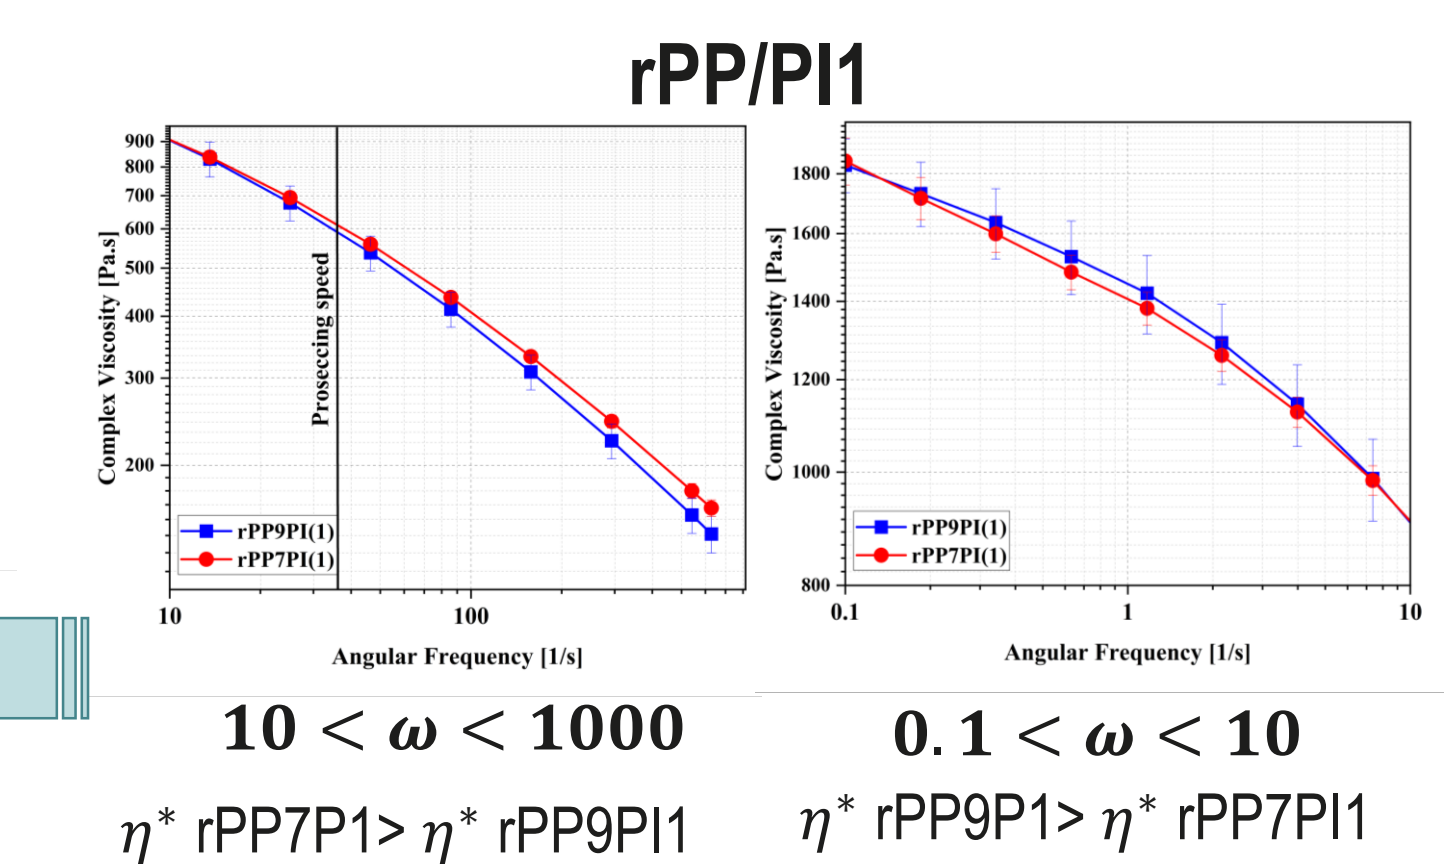 rPP/PI1
900
800
700
600
500
400
300
200
Complex Viscosity [Pa.s]
Proseccing speed
rPP9PI(1)
rPP7PI(1)
10
100
Angular Frequency [1/s]
1800
1600
1400
1200
1000
800
Complex Viscosity [Pa.s]
rPP9PI(1)
rPP7PI(1)
0.1
1
10
Angular Frequency [1/s]
10 < ω < 1000
η* rPP7P1> η* rPP9PI1
0.1 < ω < 10
η* rPP9P1> η* rPP7PI1